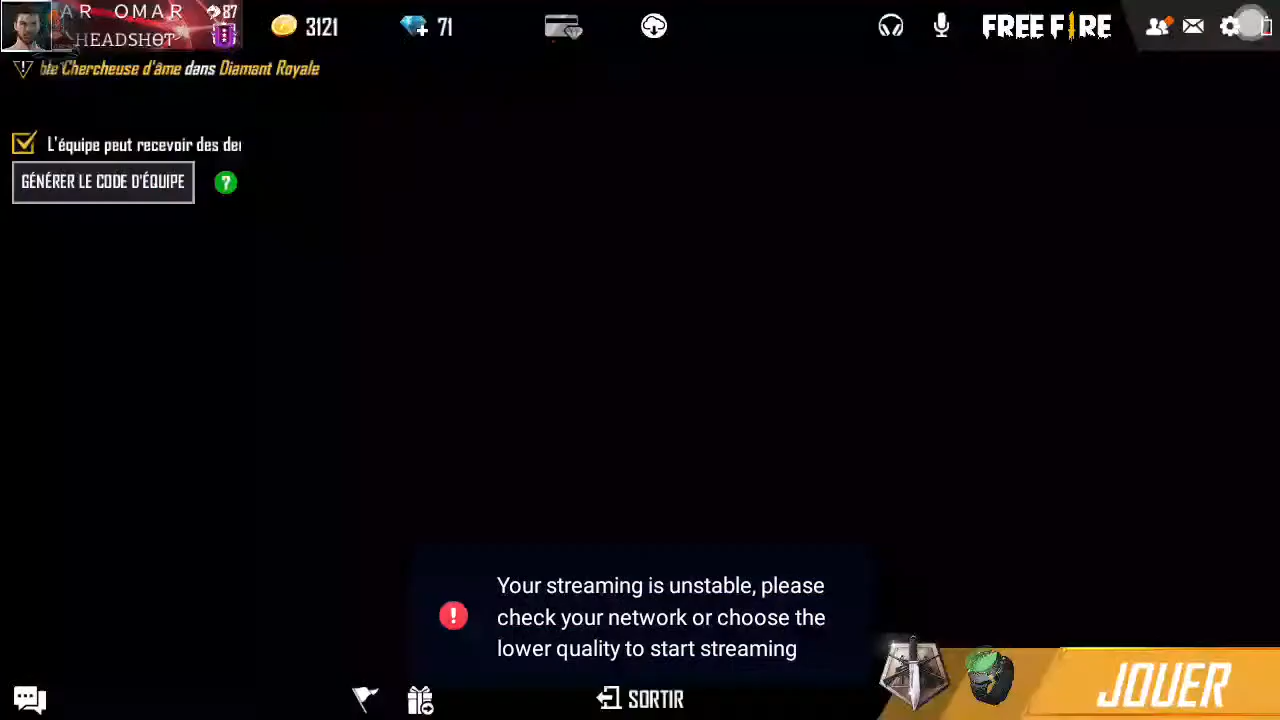 AR OMAR
87
HEADSHOT
3121
71
FREE FIRE
Chercheuse d'âme dans Diamant Royale
L'équipe peut recevoir des
GÉNÉRER LE CODE D'ÉQUIPE
?
Your streaming is unstable, please
check your network or choose the
lower quality to start streaming
SORTIR
JOUER